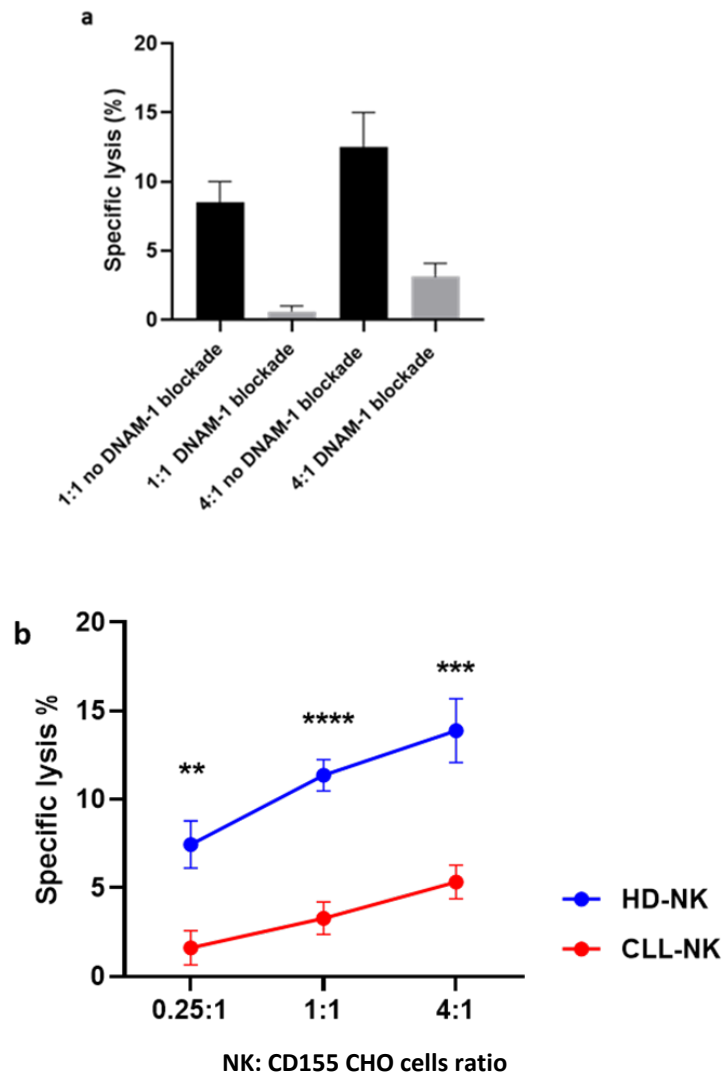 a
Specific lysis (%)
20
15
10
5
0
1:1 no DNAM-1 blockade
1:1 DNAM-1 blockade
4:1 no DNAM-1 blockade
4:1 DNAM-1 blockade
b
Specific lysis %
20
15
10
5
0
**
****
***
HD-NK
CLL-NK
0.25:1
1:1
4:1
NK: CD155 CHO cells ratio